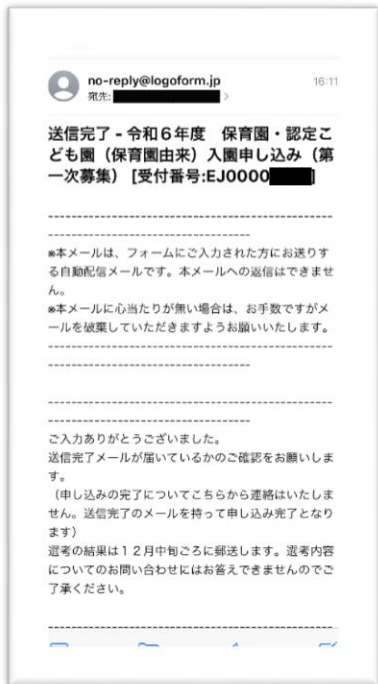 no-reply@logoform.jp
16:11
宛先:
送信完了 - 令和６年度　保育園・認定こ
ども園（保育園由来）入園申し込み（第
一次募集） [受付番号:EJ0000
------------------------------------------------
----------------------------------
※本メールは、フォームにご入力された方にお送りす
る自動配信メールです。本メールへの返信はできませ
ん。
※本メールに心当たりが無い場合は、お手数ですがメ
ールを破棄していただきますようお願いいたします。
------------------------------------------------
----------------------------------
------------------------------------------------
----------------------------------
ご入力ありがとうございました。
送信完了メールが届いているかのご確認をお願いしま
す。
（申し込みの完了についてこちらから連絡はいたしま
せん。送信完了のメールを持って申し込み完了となり
ます）
選考の結果は１２月中旬ごろに郵送します。選考内容
についてのお問い合わせにはお答えできませんのでご
了承ください。
------------------------------------------------